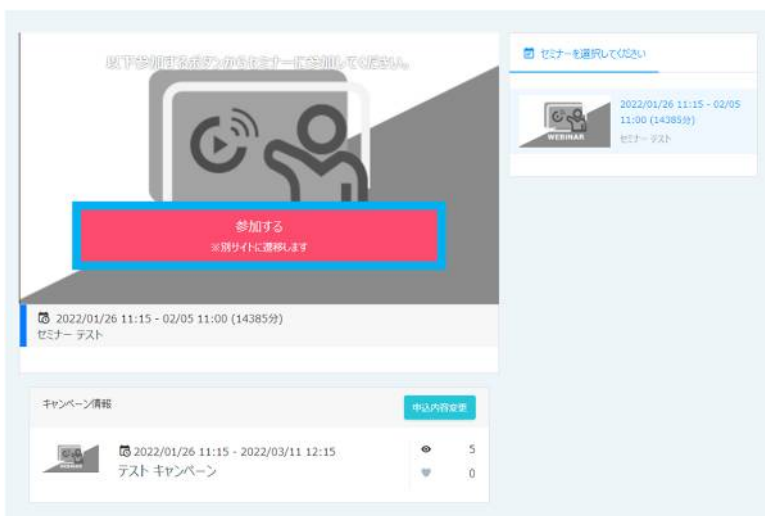 以下参加するボタンからセミナーに参加してください。
参加する
※別サイトに遷移します
2022/01/26 11:15 - 02/05 11:00 (14385分)
セミナー テスト
セミナーを選択してください
WEBINAR
2022/01/26 11:15 - 02/05
11:00 (14385分)
セミナー テスト
キャンペーン情報
申込内容変更
WEBINAR
2022/01/26 11:15 - 2022/03/11 12:15
テスト キャンペーン
5
0